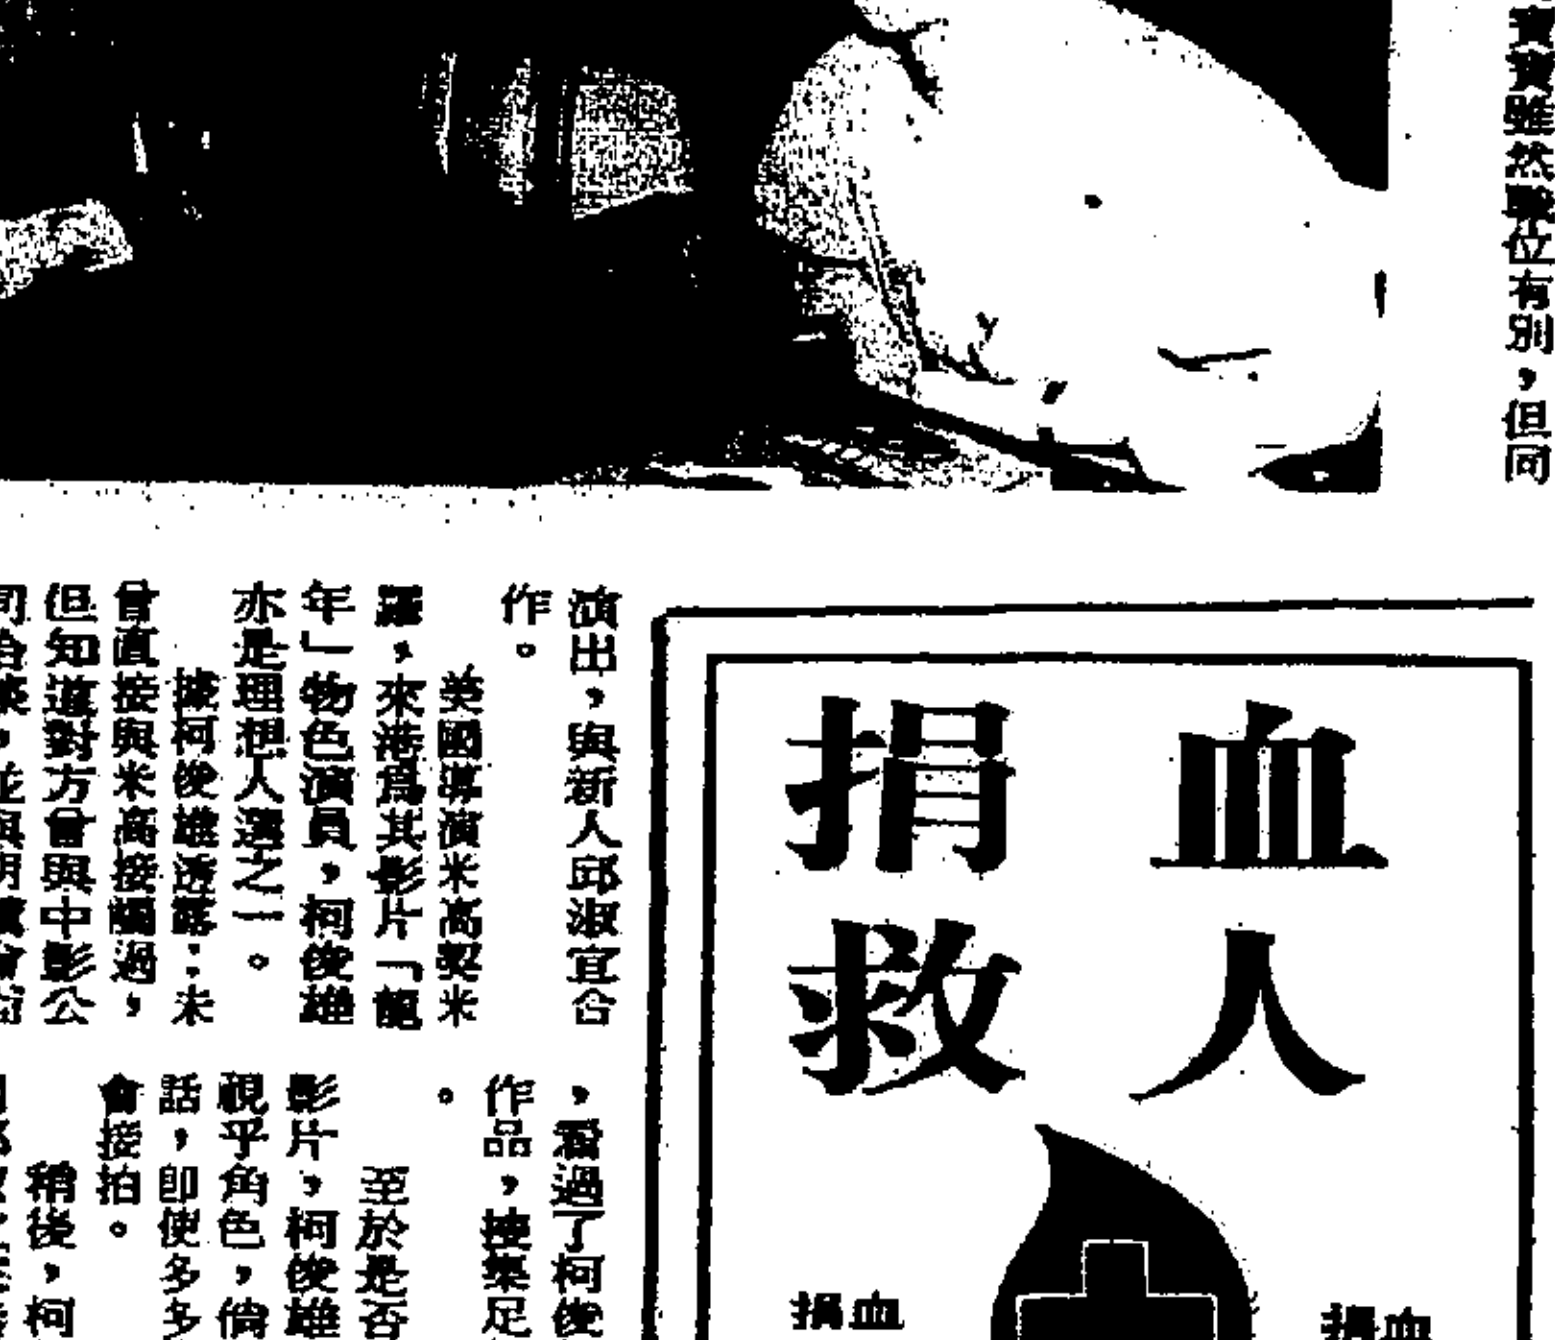 雖然職位有別，但同
演出，與新人邱淑宜合
作。
英國導演米高契米
羅，來港爲其影片「龍
年」物色演員，柯俊雄
亦是理想人選之一。
據柯俊雄透露：未
曾直接與米高接觸過，
但知道對方曾與中影公
，看過了柯俊
作品，搜集足
。
至於是否
影片，柯俊雄
視乎角色，倘
話，即使多多
會接拍。
稍後，柯
捐血
救人
捐血
捐血